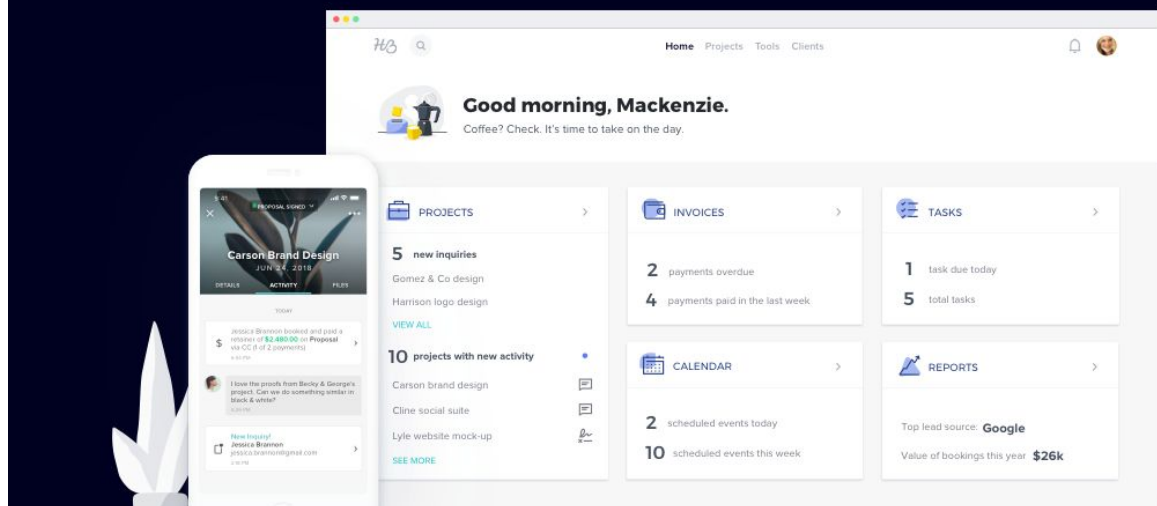 HB
Home Projects Tools Clients
Good morning, Mackenzie.
Coffee? Check. It's time to take on the day.
PROJECTS
5 new inquiries
Gomez & Co design
Harrison logo design
VIEW ALL
10 projects with new activity
Carson brand design
Cline social suite
Lyle website mock-up
SEE MORE
INVOICES
2 payments overdue
4 payments paid in the last week
TASKS
1 task due today
5 total tasks
CALENDAR
2 scheduled events today
10 scheduled events this week
REPORTS
Top lead source: Google
Value of bookings this year $26k
9:41
PROPOSAL SIGNED
Carson Brand Design
JUN 24, 2018
DETAILS ACTIVITY FILES
TODAY
Jessica Brannon booked and paid a
retainer of $2,480.00 on Proposal
via CC (1 of 2 payments)
I love the proofs from Becky & George's
project. Can we do something similar in
black & white?
New Inquiry!
Jessica Brannon
jessica.brannon@gmail.com